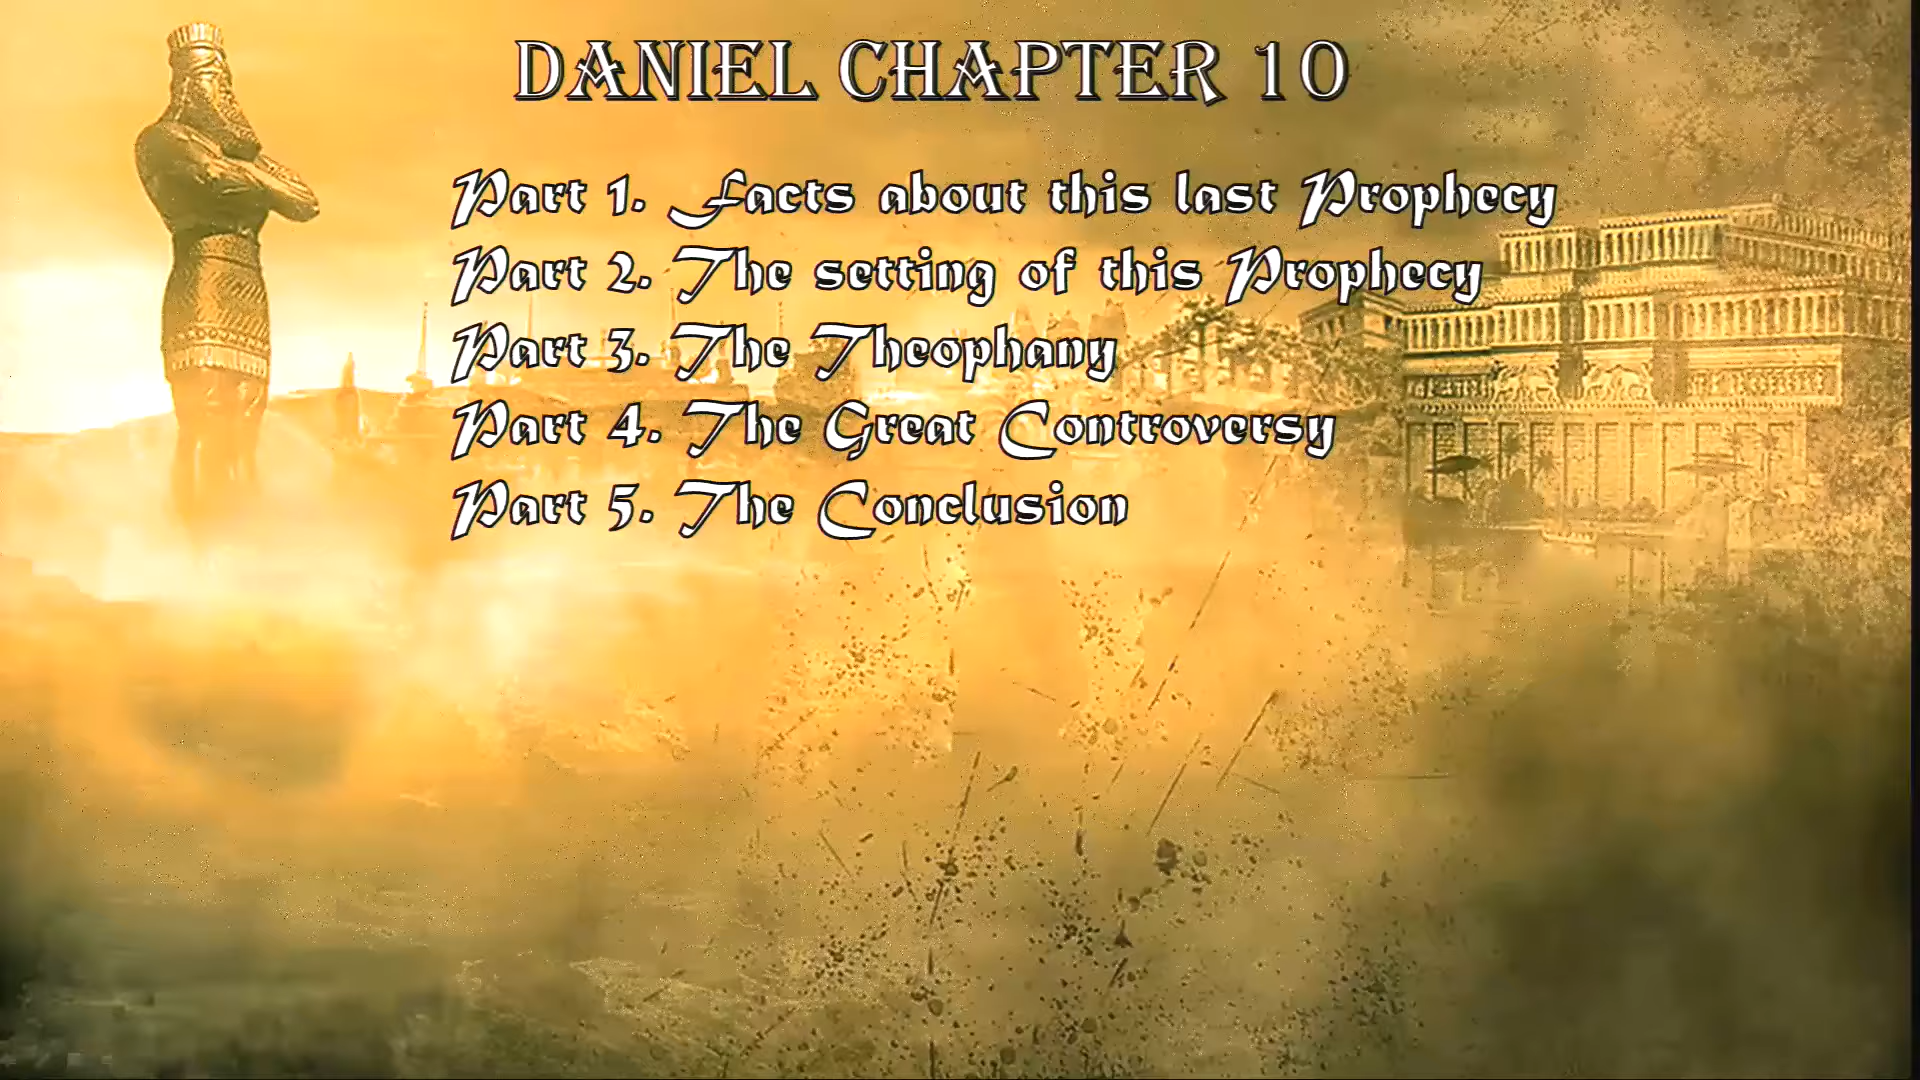 DANIEL CHAPTER 10
Part 1. Facts about this last Prophecy
Part 2. The setting of this Prophecy
Part 3. The Theophany
Part 4. The Great Controversy
Part 5. The Conclusion